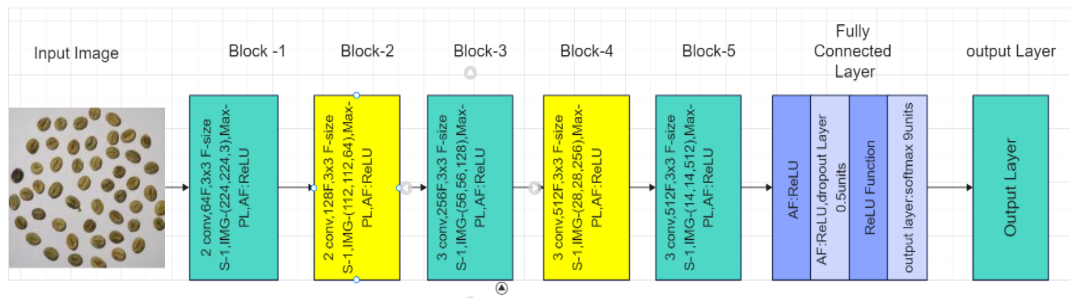 Input Image
Block -1
Block-2
Block-3
Block-4
Block-5
Fully
Connected
Layer
output Layer
2 conv,64F,3x3 F-size
S-1,IMG-(224,224,3),Max-
PL,AF:ReLU
2 conv,128F,3x3 F-size
S-1,IMG-(112,112,64),Max-
PL,AF:ReLU
3 conv,256F,3x3 F-size
S-1,IMG-(56,56,128),Max-
PL,AF:ReLU
3 conv,512F,3x3 F-size
S-1,IMG-(28,28,256),Max-
PL,AF:ReLU
3 conv,512F,3x3 F-size
S-1,IMG-(14,14,512),Max-
PL,AF:ReLU
AF:ReLU
AF:ReLU,dropout Layer
0.5units
ReLU Function
output layer:softmax 9units
Output Layer